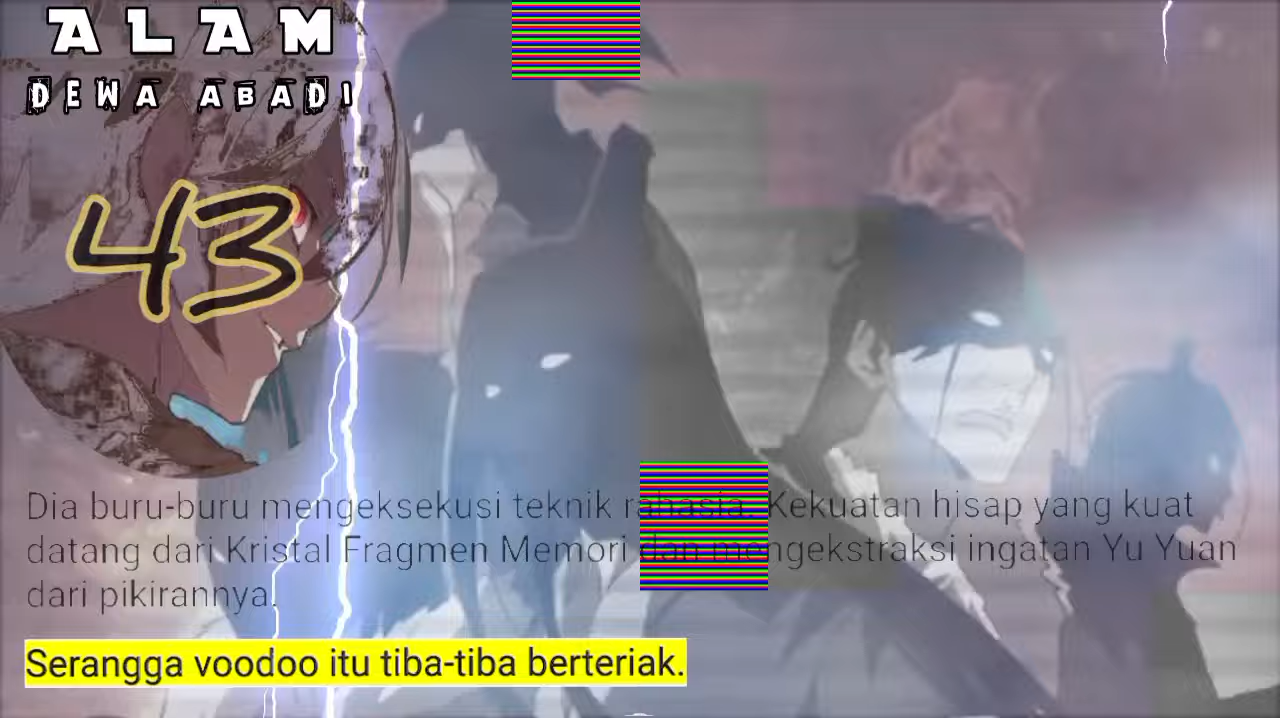 ALAM
DEWA ABADI
43
Dia buru-buru mengeksekusi teknik rahasia. Kekuatan hisap yang kuat
datang dari Kristal Fragmen Memori dan mengekstraksi ingatan Yu Yuan
dari pikirannya.
Serangga voodoo itu tiba-tiba berteriak.